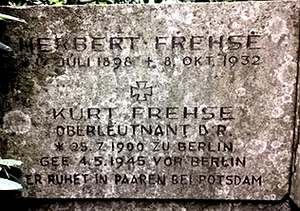 HERBERT · FREHSE
JULI 1898 + 8. OKT. 1932
KURT FREHSE
OBERLEUTNANT D.R.
* 25.7.1900 ZU BERLIN
GEF. 4.5.1945 VOR BERLIN
ER RUHET IN PAAREN BEI POTSDAM